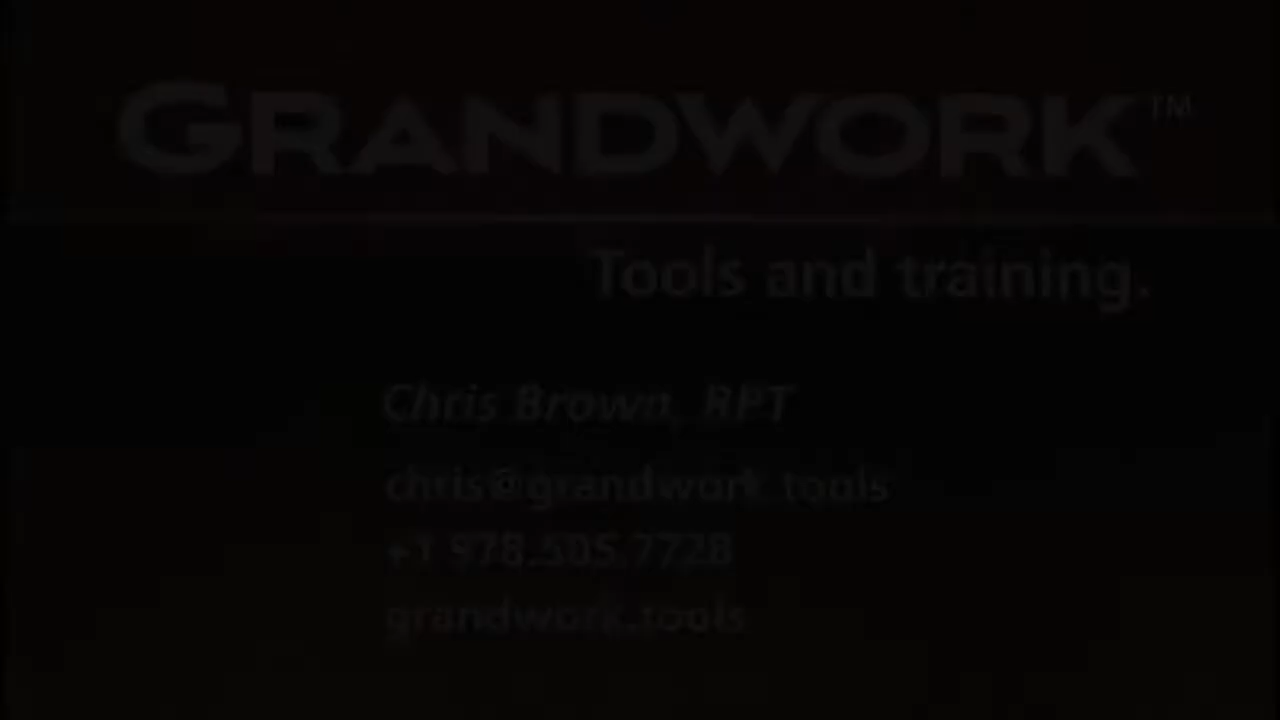 GRANDWORK™
Tools and training.
Chris Brown, RPT
chris@grandwork.tools
+1 978.505.7728
grandwork.tools